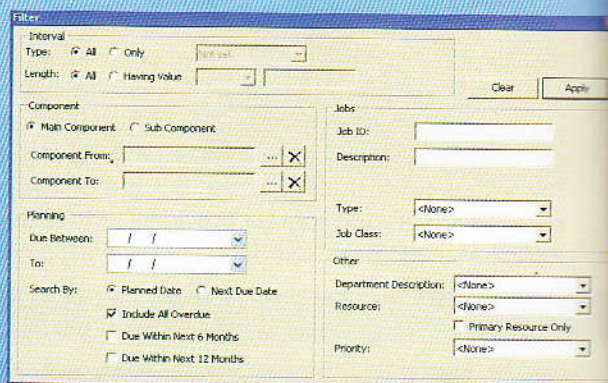 Filter
Interval
Type: All Only Not set
Length: All Having Value
Clear Apply
Component
Main Component Sub Component
Component From: ...
Component To: ...
Jobs
Job ID:
Description:
Type: <None>
Job Class: <None>
Planning
Due Between: / /
To: / /
Search By: Planned Date Next Due Date
Include All Overdue
Due Within Next 6 Months
Due Within Next 12 Months
Other
Department Description: <None>
Resource: <None>
Primary Resource Only
Priority: <None>